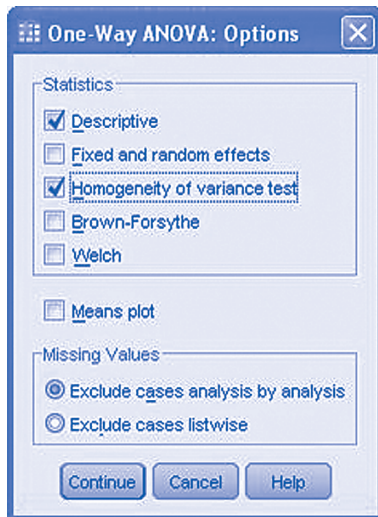 One-Way ANOVA: Options
Statistics
Descriptive
Fixed and random effects
Homogeneity of variance test
Brown-Forsythe
Welch
Means plot
Missing Values
Exclude cases analysis by analysis
Exclude cases listwise
Continue Cancel Help